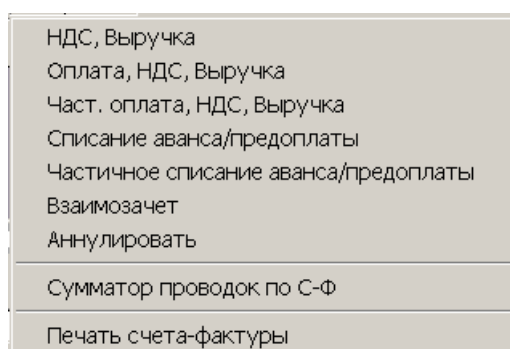 НДС, Выручка
Оплата, НДС, Выручка
Част. оплата, НДС, Выручка
Списание аванса/предоплаты
Частичное списание аванса/предоплаты
Взаимозачет
Аннулировать
Сумматор проводок по С-Ф
Печать счета-фактуры